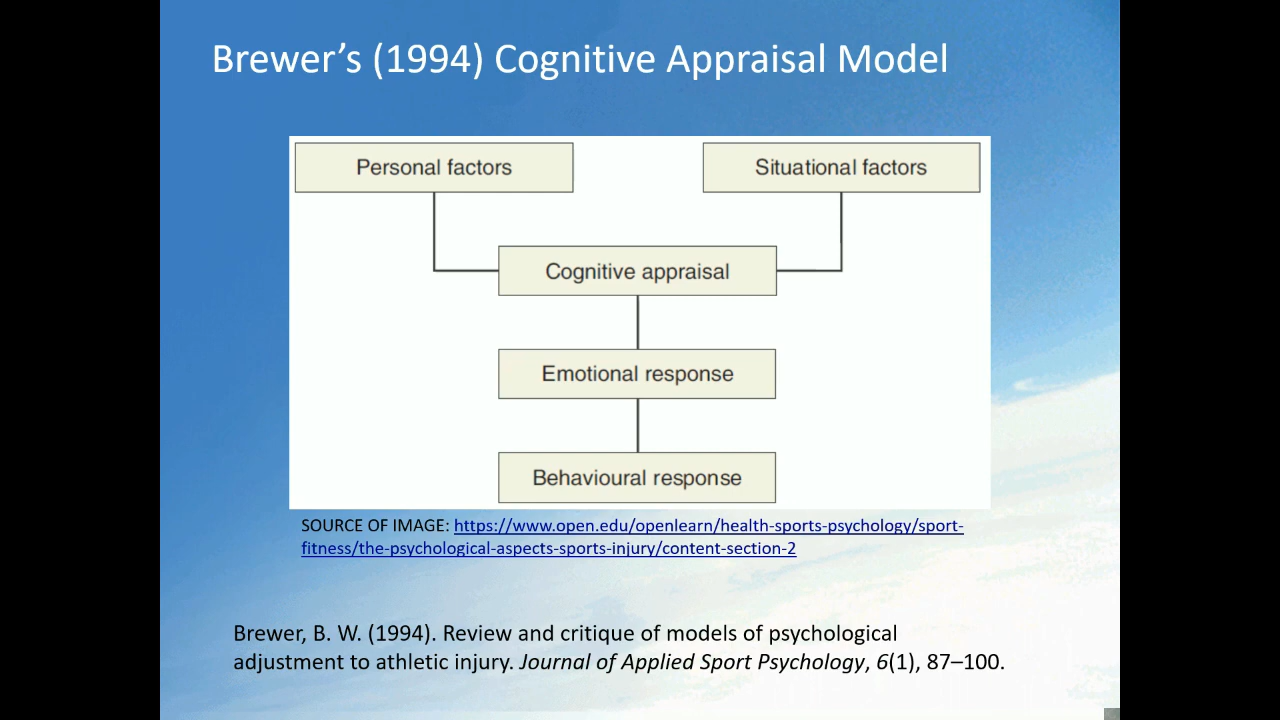 Brewer’s (1994) Cognitive Appraisal Model
Personal factors
Situational factors
Cognitive appraisal
Emotional response
Behavioural response
SOURCE OF IMAGE: https://www.open.edu/openlearn/health-sports-psychology/sport-
fitness/the-psychological-aspects-sports-injury/content-section-2
Brewer, B. W. (1994). Review and critique of models of psychological
adjustment to athletic injury. Journal of Applied Sport Psychology, 6(1), 87–100.